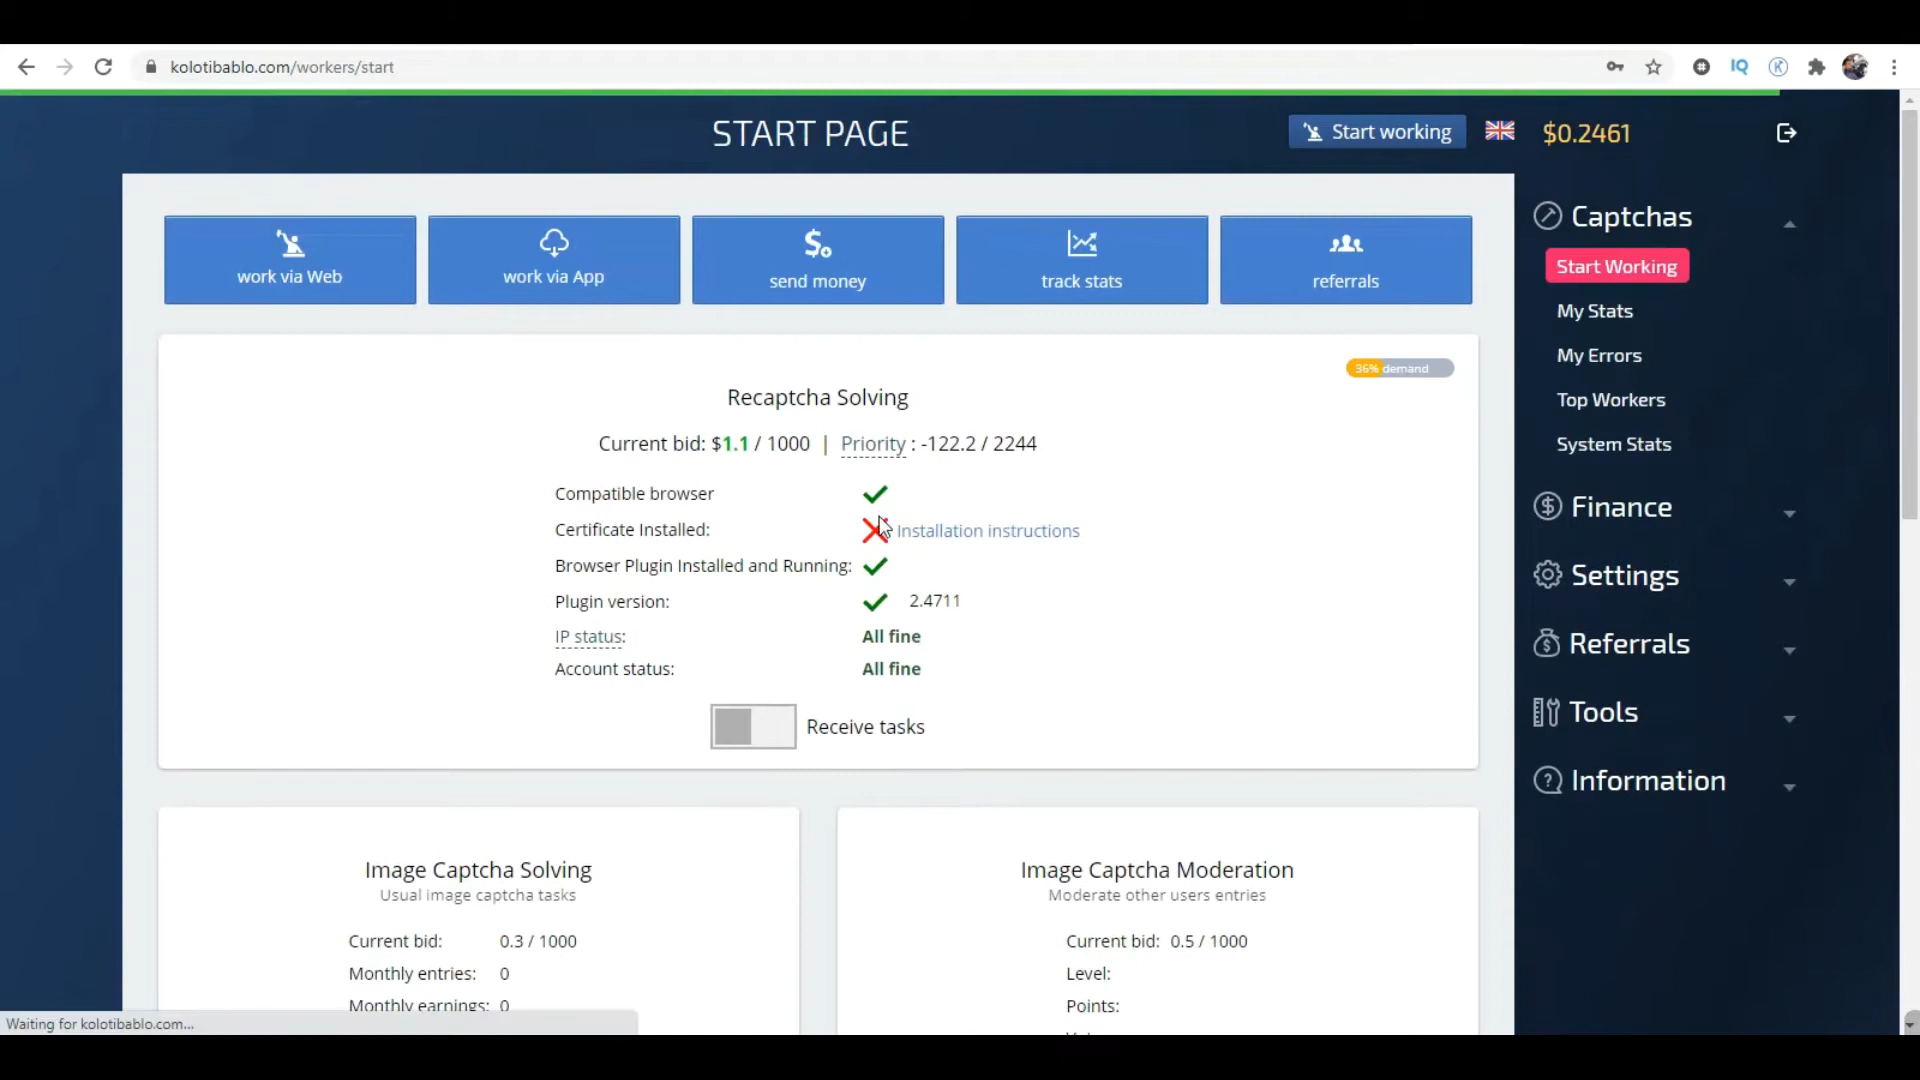 kolotibablo.com/workers/start
IQ
K
START PAGE
Start working
$0.2461
work via Web
work via App
send money
track stats
referrals
Captchas
Start Working
My Stats
My Errors
Top Workers
System Stats
Finance
Settings
Referrals
Tools
Information
36% demand
Recaptcha Solving
Current bid: $1.1 / 1000 | Priority : -122.2 / 2244
Compatible browser
Certificate Installed: Installation instructions
Browser Plugin Installed and Running:
Plugin version: 2.4711
IP status: All fine
Account status: All fine
Receive tasks
Image Captcha Solving
Usual image captcha tasks
Current bid: 0.3 / 1000
Monthly entries: 0
Monthly earnings: 0
Image Captcha Moderation
Moderate other users entries
Current bid: 0.5 / 1000
Level:
Points:
Waiting for kolotibablo.com...